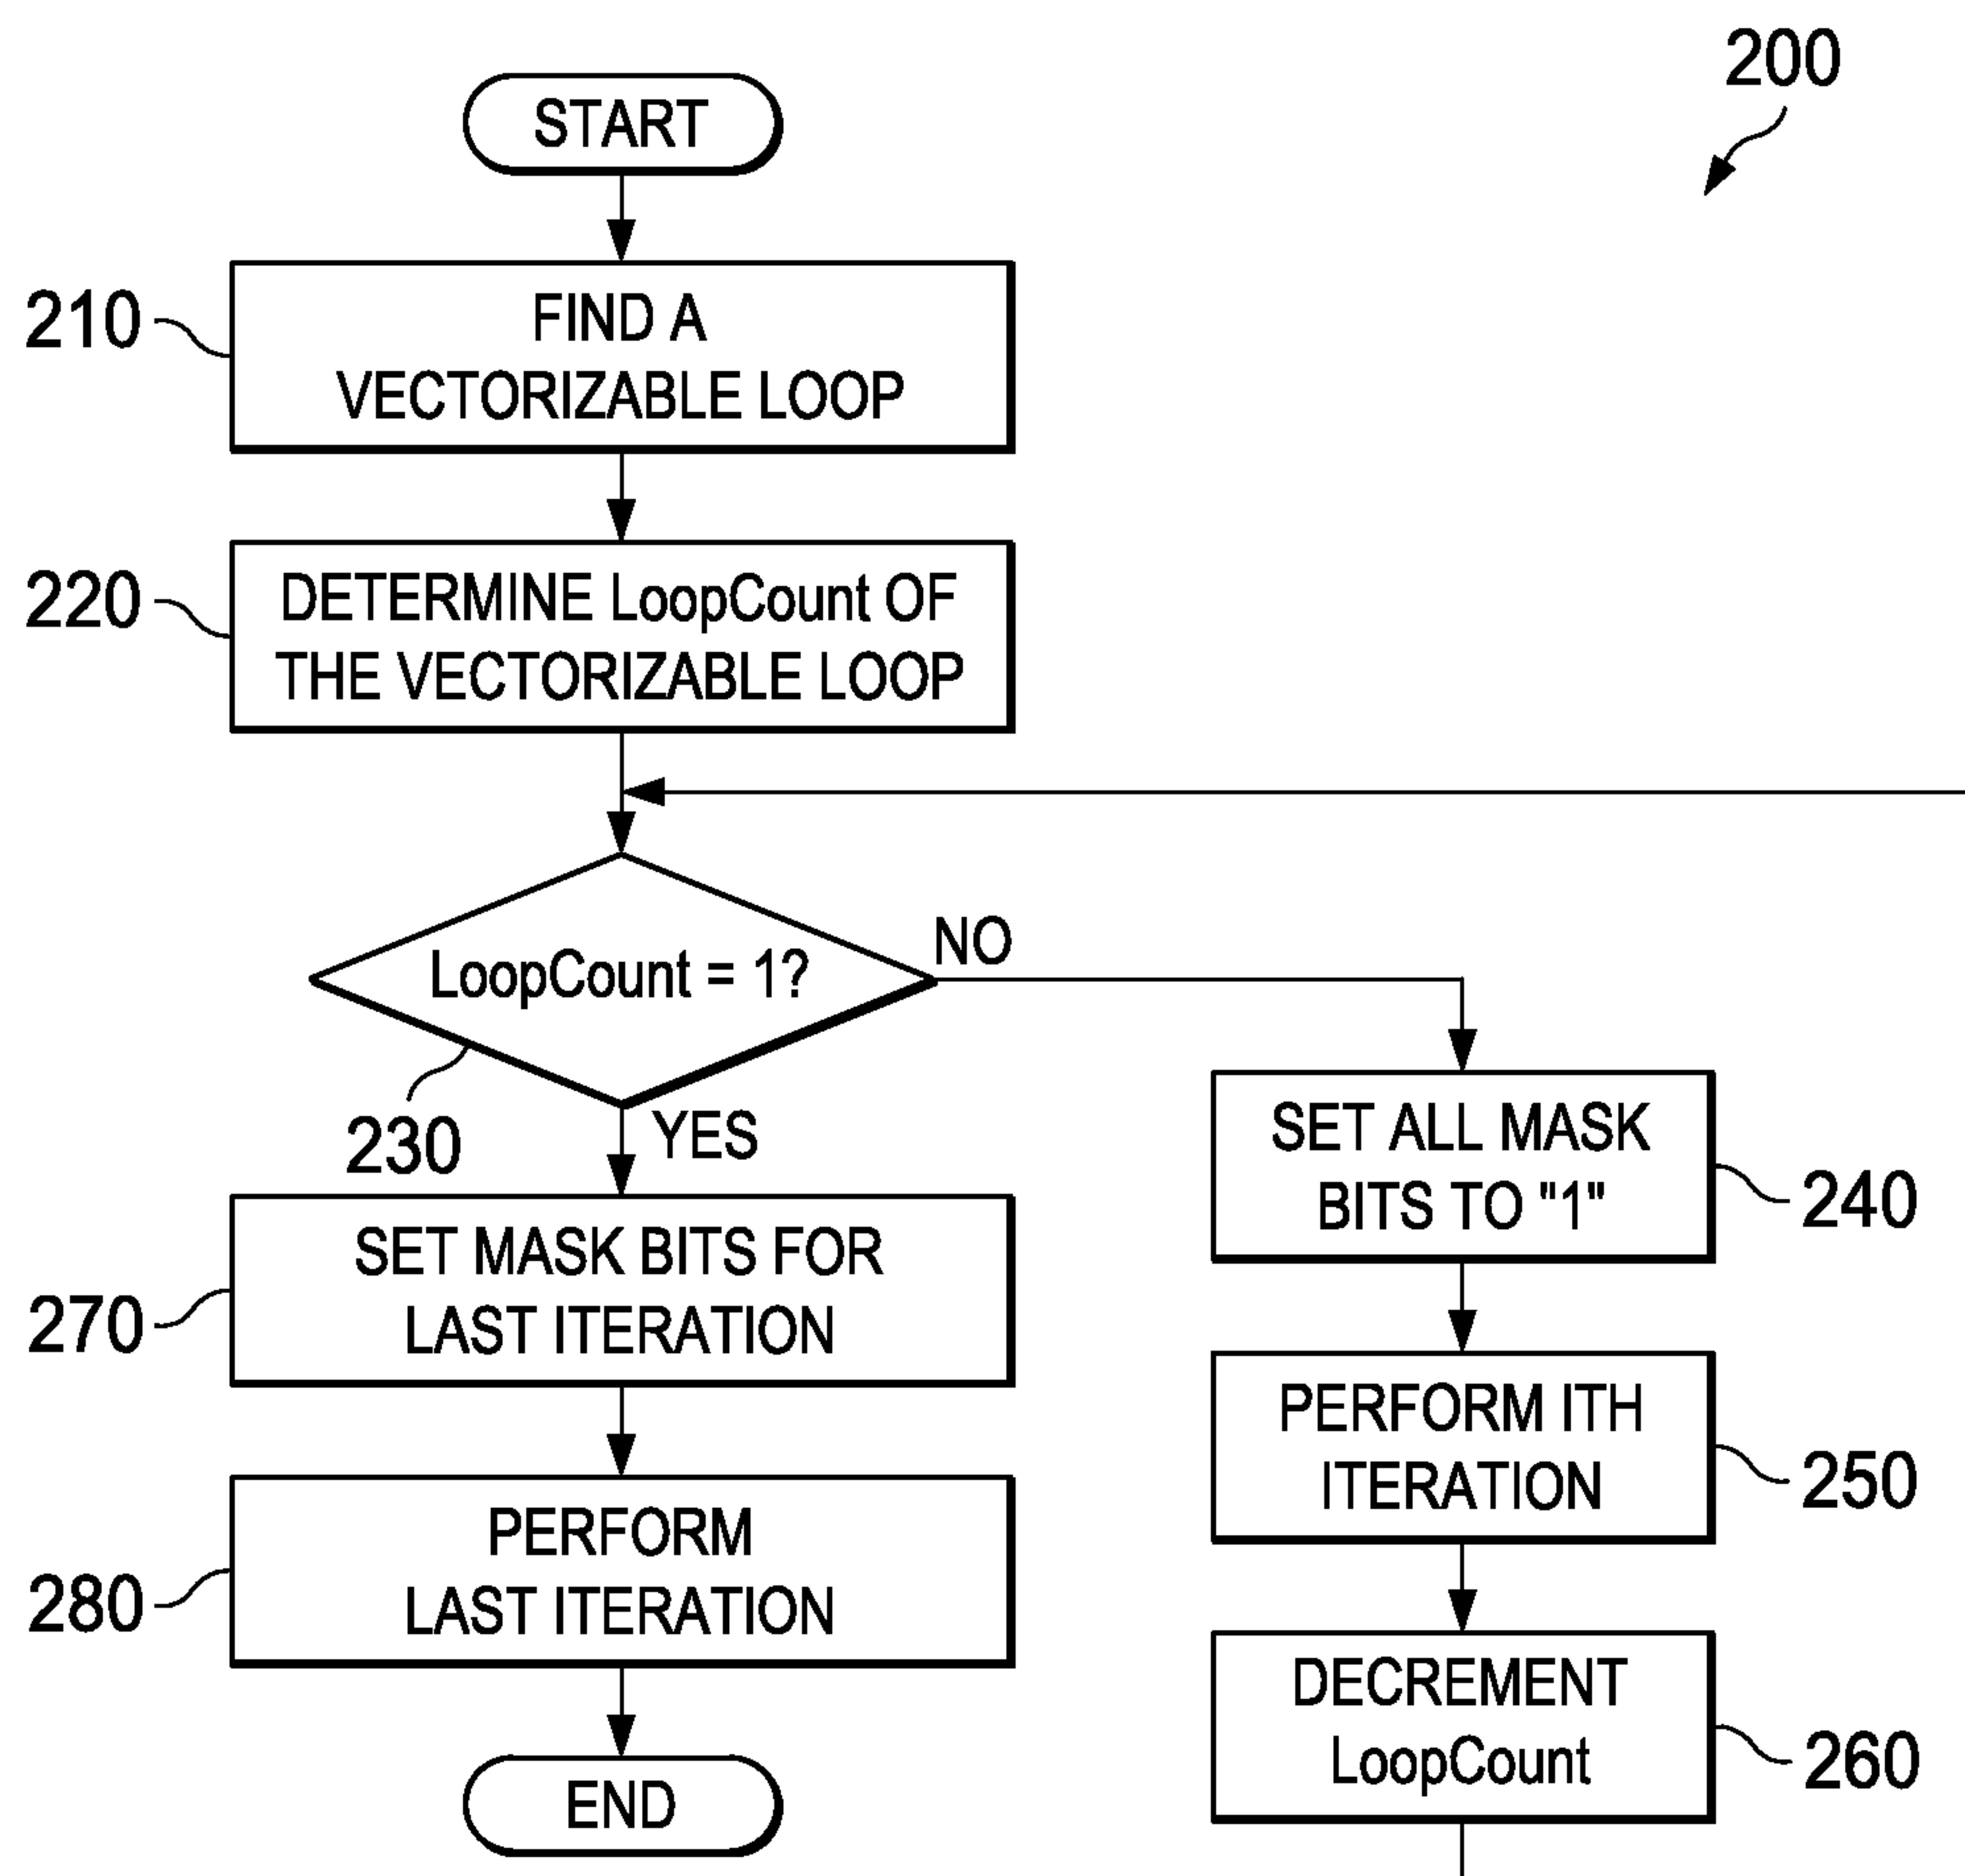 200
START
210
FIND A
VECTORIZABLE LOOP
220
DETERMINE LoopCount OF
THE VECTORIZABLE LOOP
LoopCount = 1?
NO
230
YES
SET ALL MASK
BITS TO "1"
240
270
SET MASK BITS FOR
LAST ITERATION
PERFORM ITH
ITERATION
250
280
PERFORM
LAST ITERATION
DECREMENT
LoopCount
260
END